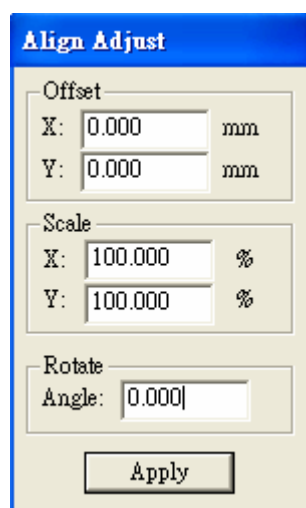 Align Adjust
Offset
X: 0.000 mm
Y: 0.000 mm
Scale
X: 100.000 %
Y: 100.000 %
Rotate
Angle: 0.000
Apply